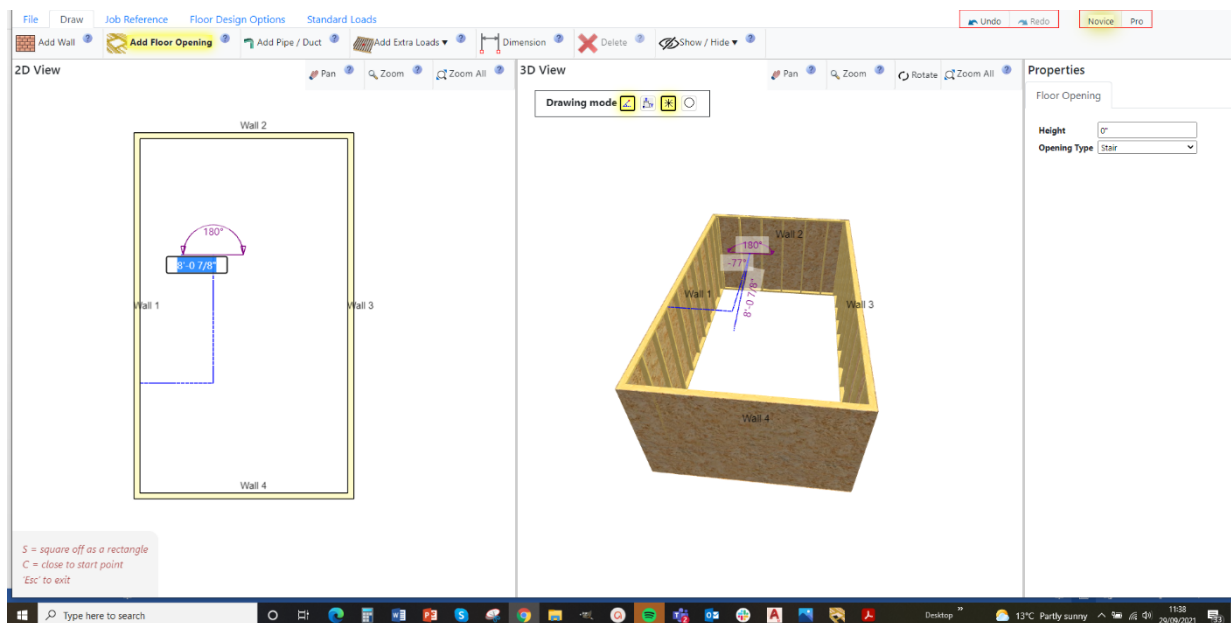 File Draw Job Reference Floor Design Options Standard Loads Undo Redo Novice Pro
Add Wall ? Add Floor Opening ? Add Pipe / Duct ? Add Extra Loads ▾ ? Dimension ? Delete ? Show / Hide ▾ ?
2D View Pan ? Zoom ? Zoom All ?
3D View Pan ? Zoom ? Rotate Zoom All ?
Properties
Drawing mode
Floor Opening
Height 0"
Opening Type Stair
Wall 2
180°
8'-0 7/8"
Wall 1
Wall 3
Wall 4
Wall 2
180°
-77°
Wall 1
8'-0 7/8"
Wall 3
Wall 4
S = square off as a rectangle
C = close to start point
'Esc' to exit
Type here to search
Desktop »
13°C Partly sunny
11:38
29/09/2021